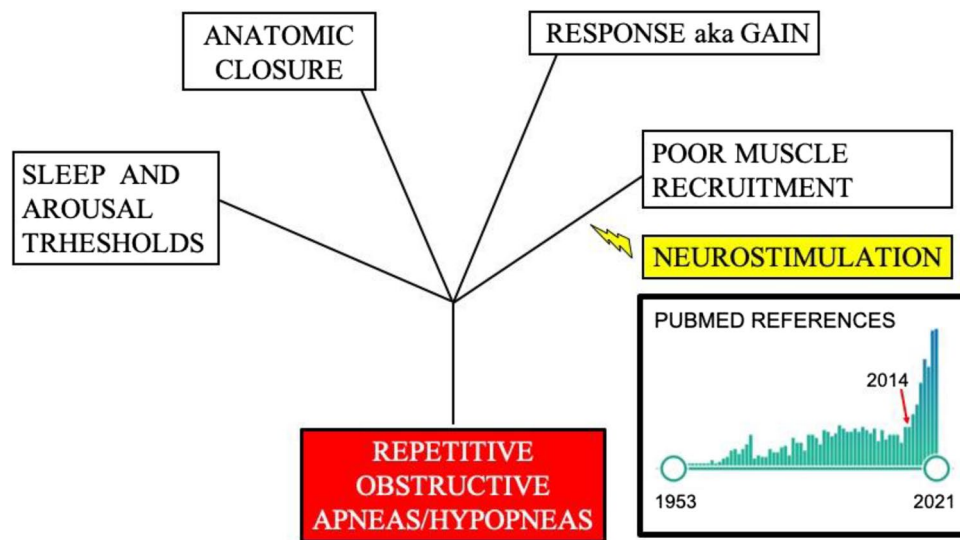 ANATOMIC
CLOSURE
RESPONSE aka GAIN
SLEEP AND
AROUSAL
TRHESHOLDS
POOR MUSCLE
RECRUITMENT
NEUROSTIMULATION
PUBMED REFERENCES
2014
1953
2021
REPETITIVE
OBSTRUCTIVE
APNEAS/HYPOPNEAS